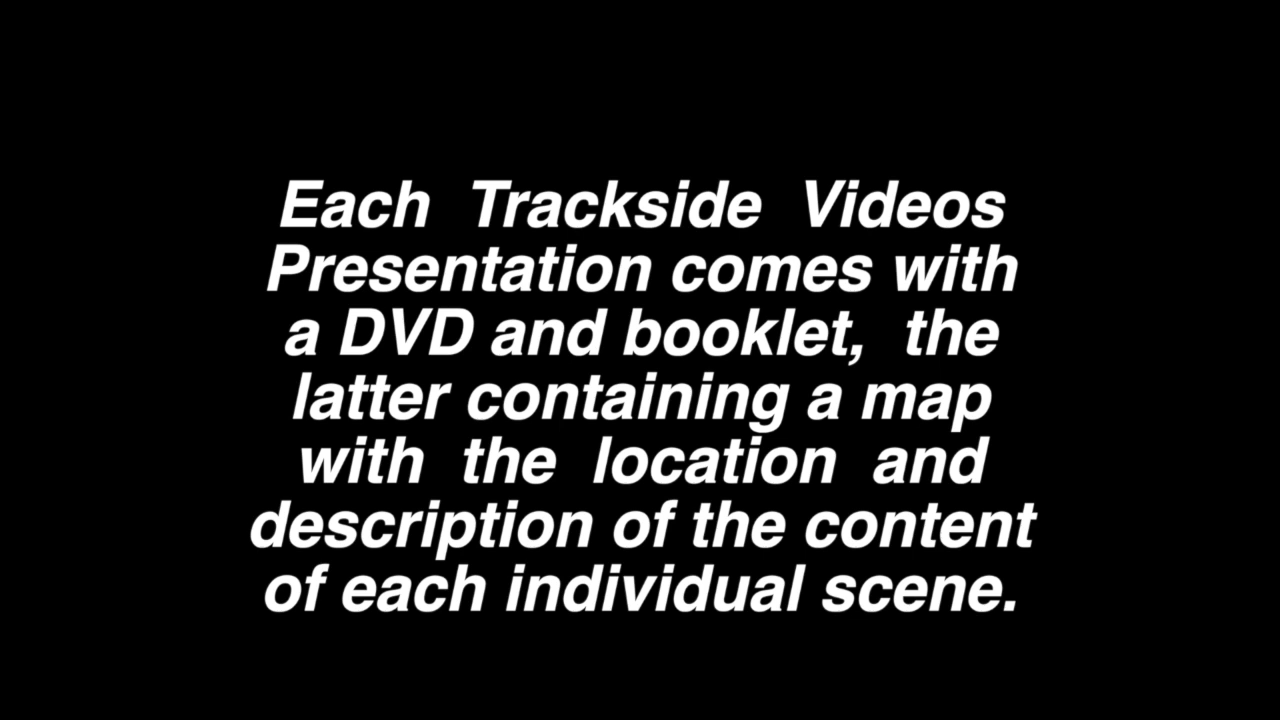 Each Trackside Videos
Presentation comes with
a DVD and booklet, the
latter containing a map
with the location and
description of the content
of each individual scene.